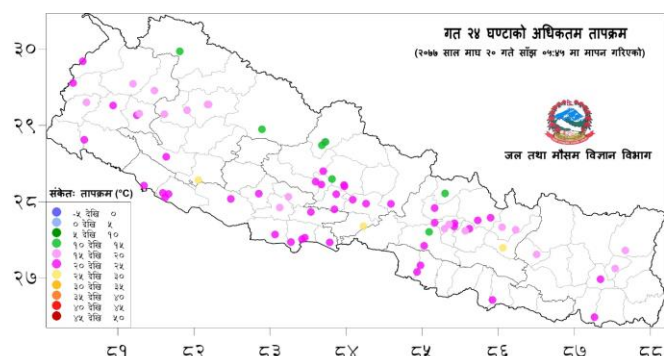 गत २४ घण्टाको अधिकतम तापक्रम
(२०७७ साल माघ २० गते साँझ ०५:४५ मा मापन गरिएको)
जल तथा मौसम विज्ञान विभाग
३०
२९
२८
२७
संकेतः तापक्रम (°C)
-५ देखि ०
० देखि ५
५ देखि १०
१० देखि १५
१५ देखि २०
२० देखि २५
२५ देखि ३०
३० देखि ३५
३५ देखि ४०
४० देखि ४५
४५ देखि ५०
८१ ८२ ८३ ८४ ८५ ८६ ८७ ८८